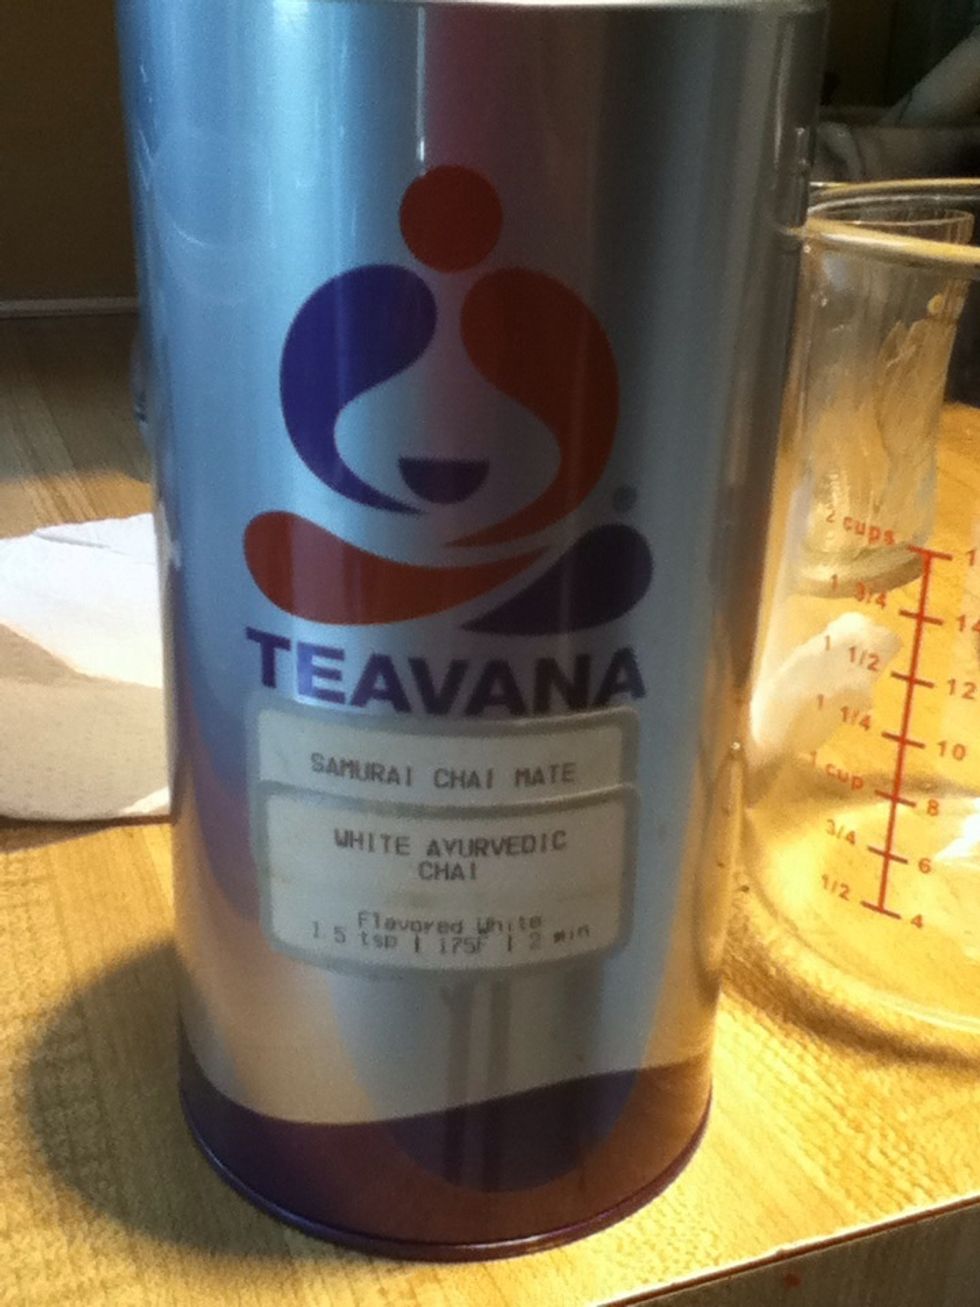 TEAVANA
SAMURAI CHAI MATE
WHITE AYURVEDIC
CHAI
Flavored White
1.5 tsp | 175F | 2 min
2 cups
1 3/4
1 1/2
1 1/4
1 cup
3/4
1/2
1
14
12
10
8
6
4